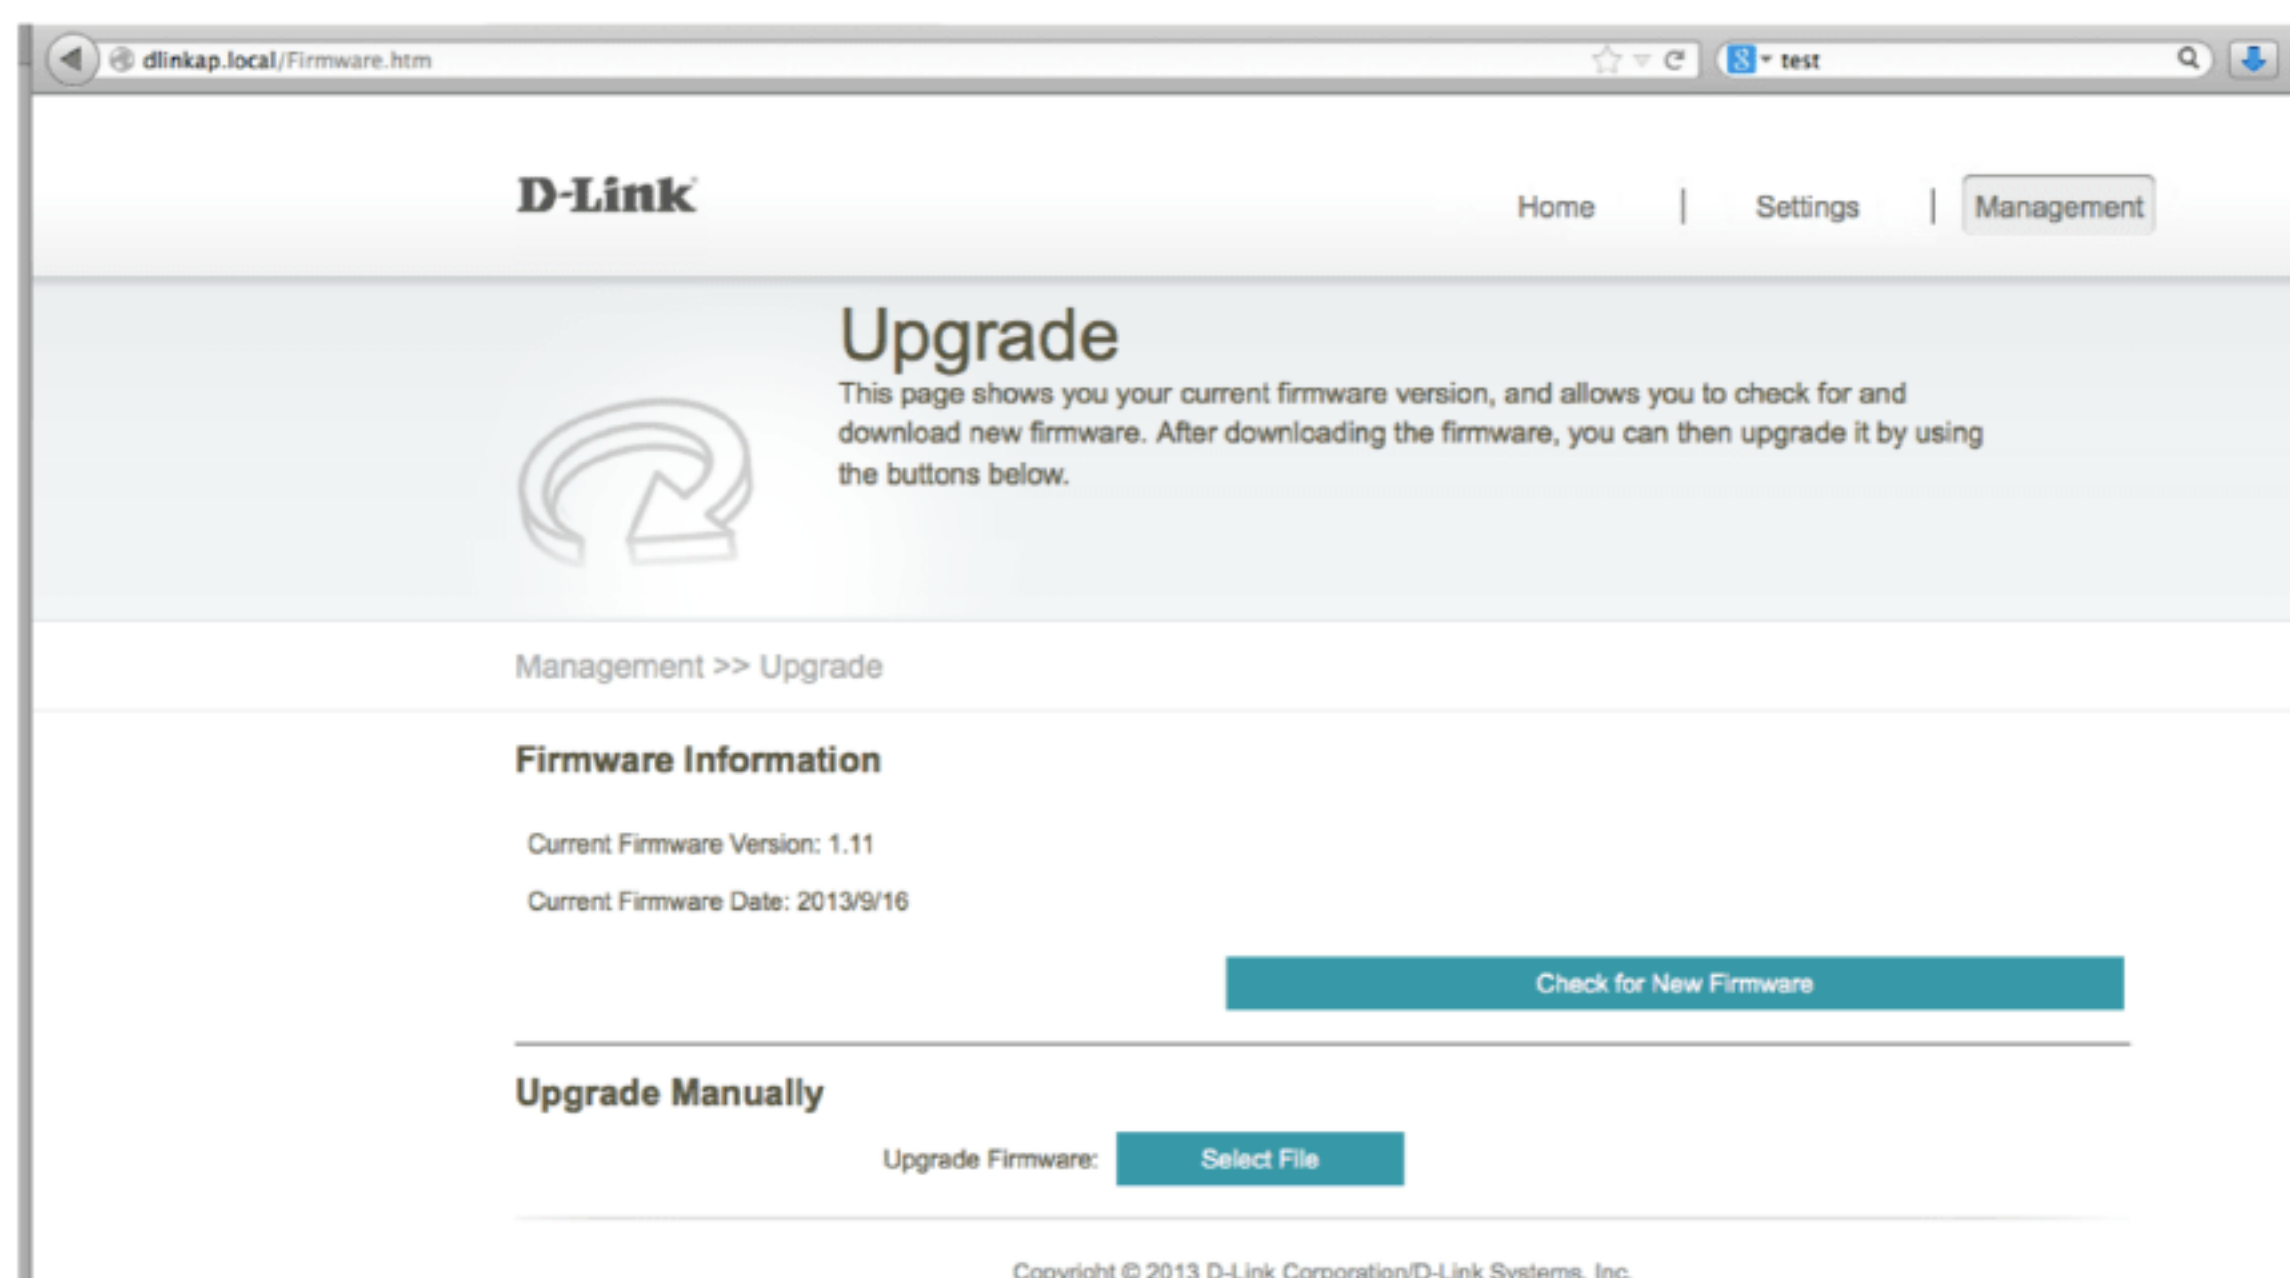 dlinkap.local/Firmware.htm
8 test
D-Link
Home | Settings | Management
Upgrade
This page shows you your current firmware version, and allows you to check for and
download new firmware. After downloading the firmware, you can then upgrade it by using
the buttons below.
Management >> Upgrade
Firmware Information
Current Firmware Version: 1.11
Current Firmware Date: 2013/9/16
Check for New Firmware
Upgrade Manually
Upgrade Firmware: Select File
Copyright © 2013 D-Link Corporation/D-Link Systems, Inc.